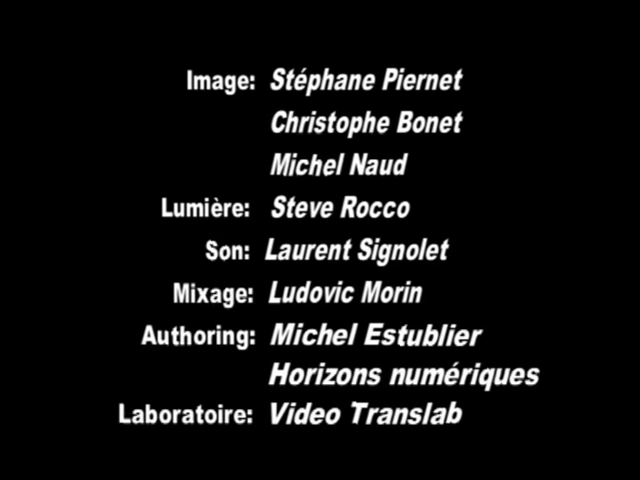 Image: Stéphane Piernet
Christophe Bonet
Michel Naud
Lumière: Steve Rocco
Son: Laurent Signolet
Mixage: Ludovic Morin
Authoring: Michel Estublier
Horizons numériques
Laboratoire: Video Translab